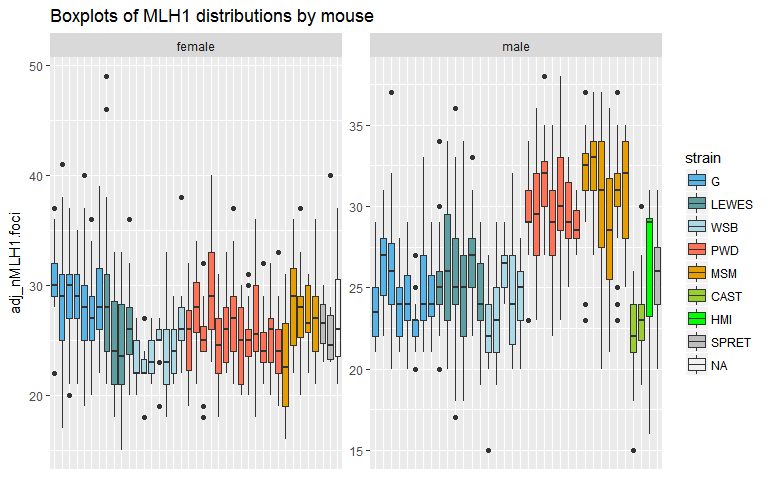 Boxplots of MLH1 distributions by mouse
female
male
adj_nMLH1.foci
50
40
30
20
35
30
25
20
15
strain
G
LEWES
WSB
PWD
MSM
CAST
HMI
SPRET
NA